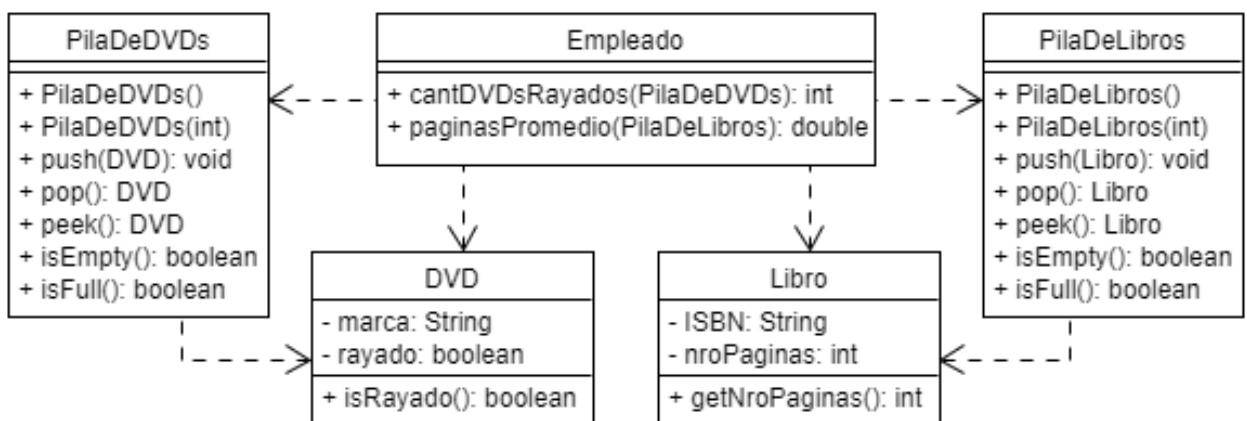 PilaDeDVDs
+ PilaDeDVDs()
+ PilaDeDVDs(int)
+ push(DVD): void
+ pop(): DVD
+ peek(): DVD
+ isEmpty(): boolean
+ isFull(): boolean
Empleado
+ cantDVDsRayados(PilaDeDVDs): int
+ paginasPromedio(PilaDeLibros): double
PilaDeLibros
+ PilaDeLibros()
+ PilaDeLibros(int)
+ push(Libro): void
+ pop(): Libro
+ peek(): Libro
+ isEmpty(): boolean
+ isFull(): boolean
DVD
- marca: String
- rayado: boolean
+ isRayado(): boolean
Libro
- ISBN: String
- nroPaginas: int
+ getNroPaginas(): int